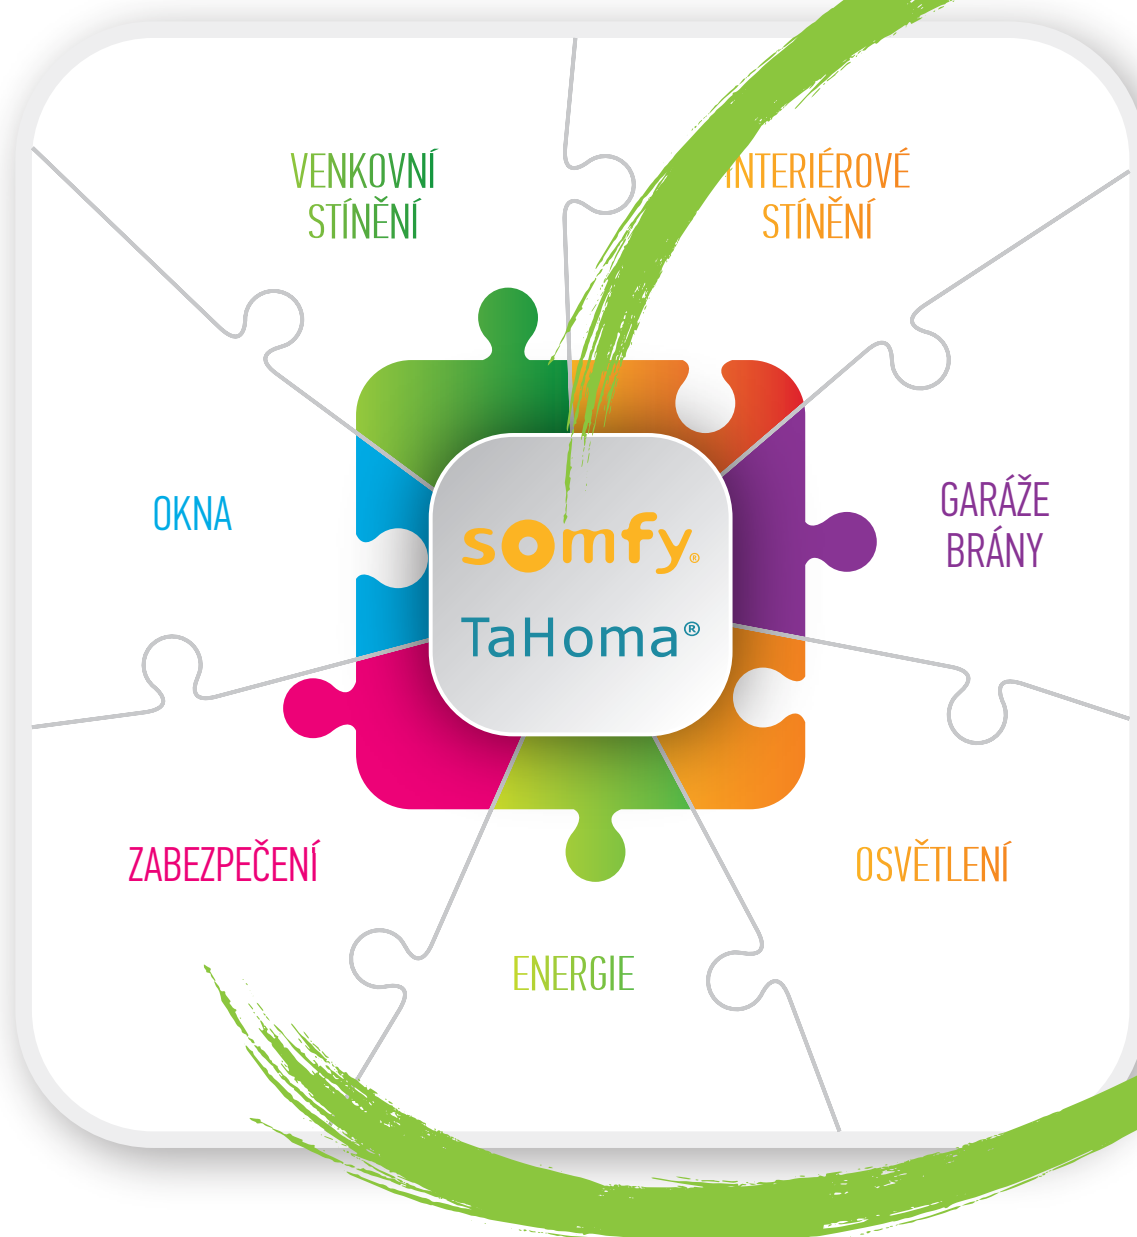 VENKOVNÍ
STÍNĚNÍ
INTERIÉROVÉ
STÍNĚNÍ
OKNA
GARÁŽE
BRÁNY
somfy®
TaHoma®
ZABEZPEČENÍ
OSVĚTLENÍ
ENERGIE